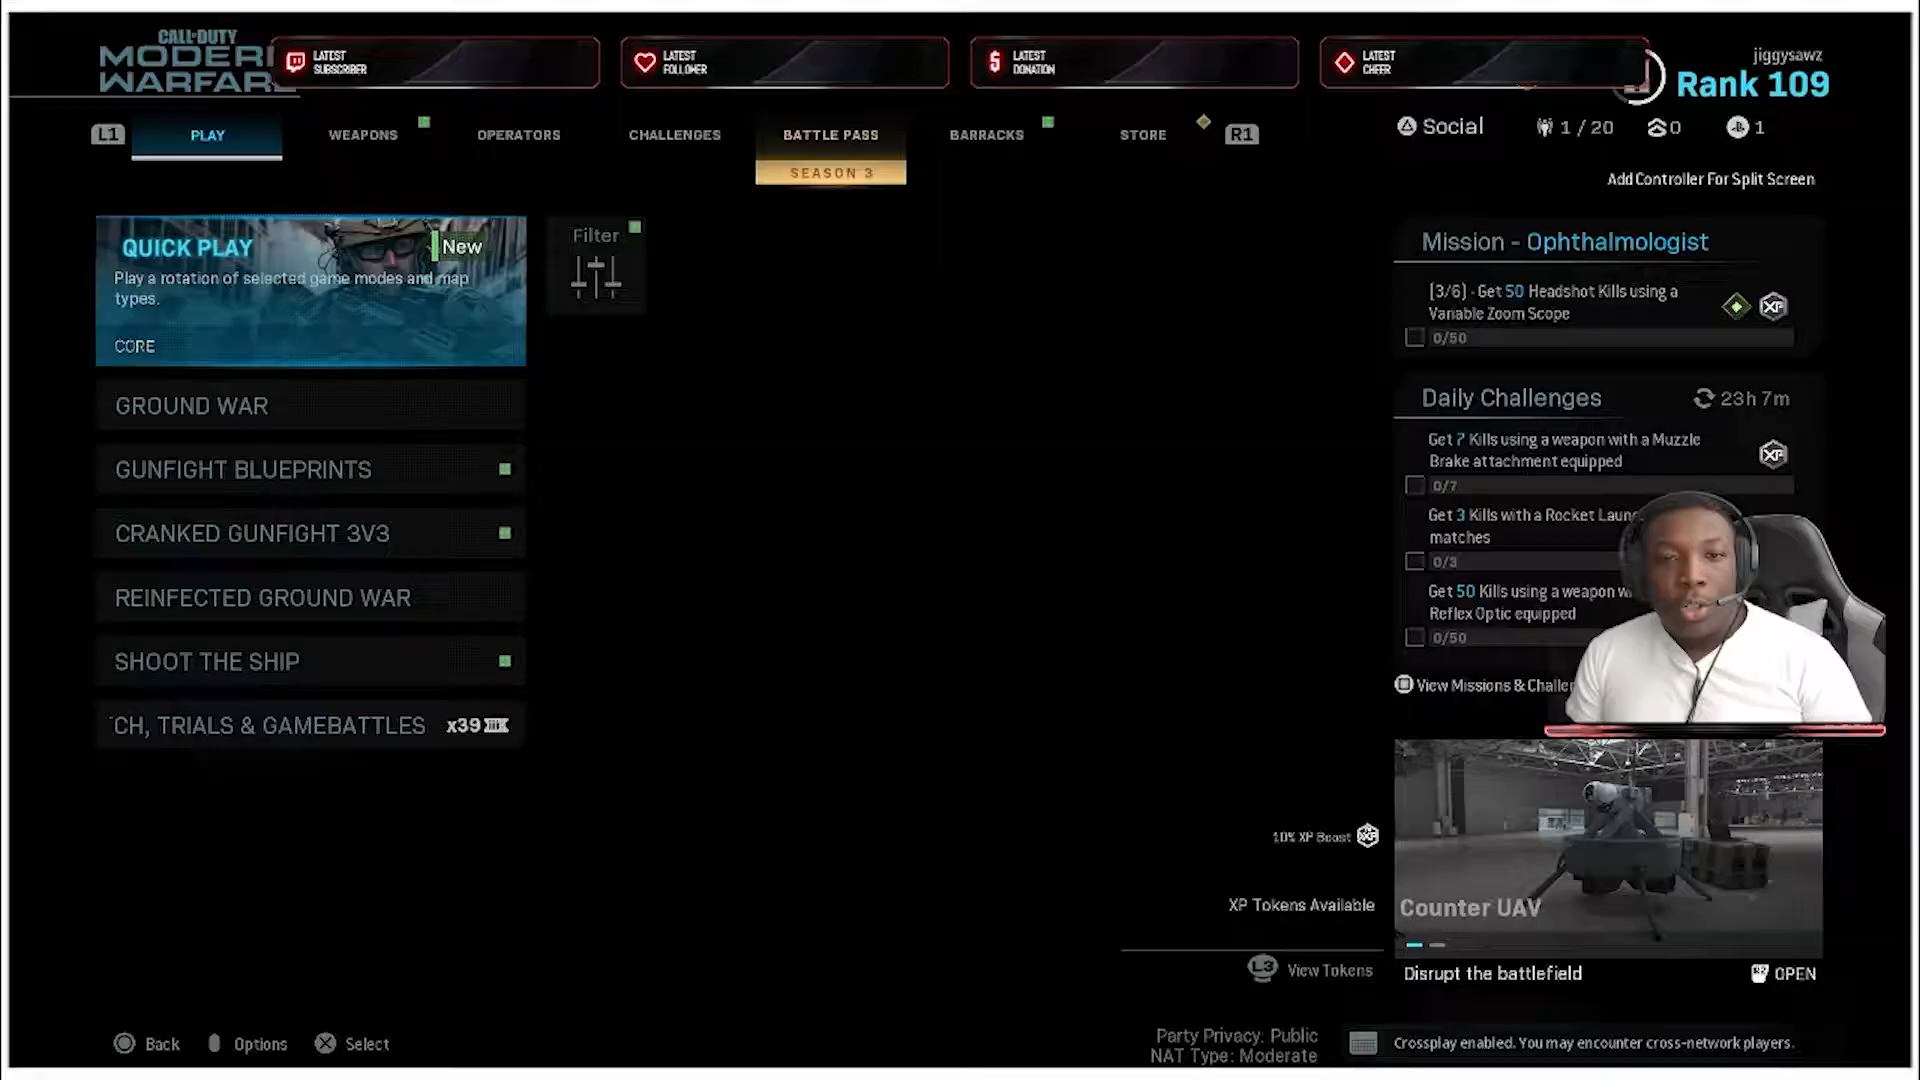 CALL OF DUTY
MODERN
WARFARE
LATEST
SUBSCRIBER
LATEST
FOLLOWER
LATEST
DONATION
LATEST
CHEER
jiggysawz
Rank 109
L1
PLAY
WEAPONS
OPERATORS
CHALLENGES
BATTLE PASS
SEASON 3
BARRACKS
STORE
R1
Social
1 / 20
0
1
Add Controller For Split Screen
QUICK PLAY
New
Play a rotation of selected game modes and map
types.
CORE
Filter
GROUND WAR
GUNFIGHT BLUEPRINTS
CRANKED GUNFIGHT 3V3
REINFECTED GROUND WAR
SHOOT THE SHIP
CH, TRIALS & GAMEBATTLES x39
Mission - Ophthalmologist
[3/6] - Get 50 Headshot Kills using a
Variable Zoom Scope
XP
0/50
Daily Challenges
23h 7m
Get 7 Kills using a weapon with a Muzzle
Brake attachment equipped
XP
0/7
Get 3 Kills with a Rocket Laun
matches
0/3
Get 50 Kills using a weapon w
Reflex Optic equipped
0/50
View Missions & Challen
10% XP Boost
XP Tokens Available
L3 View Tokens
Counter UAV
Disrupt the battlefield
R2 OPEN
Back
Options
Select
Party Privacy: Public
NAT Type: Moderate
Crossplay enabled. You may encounter cross-network players.